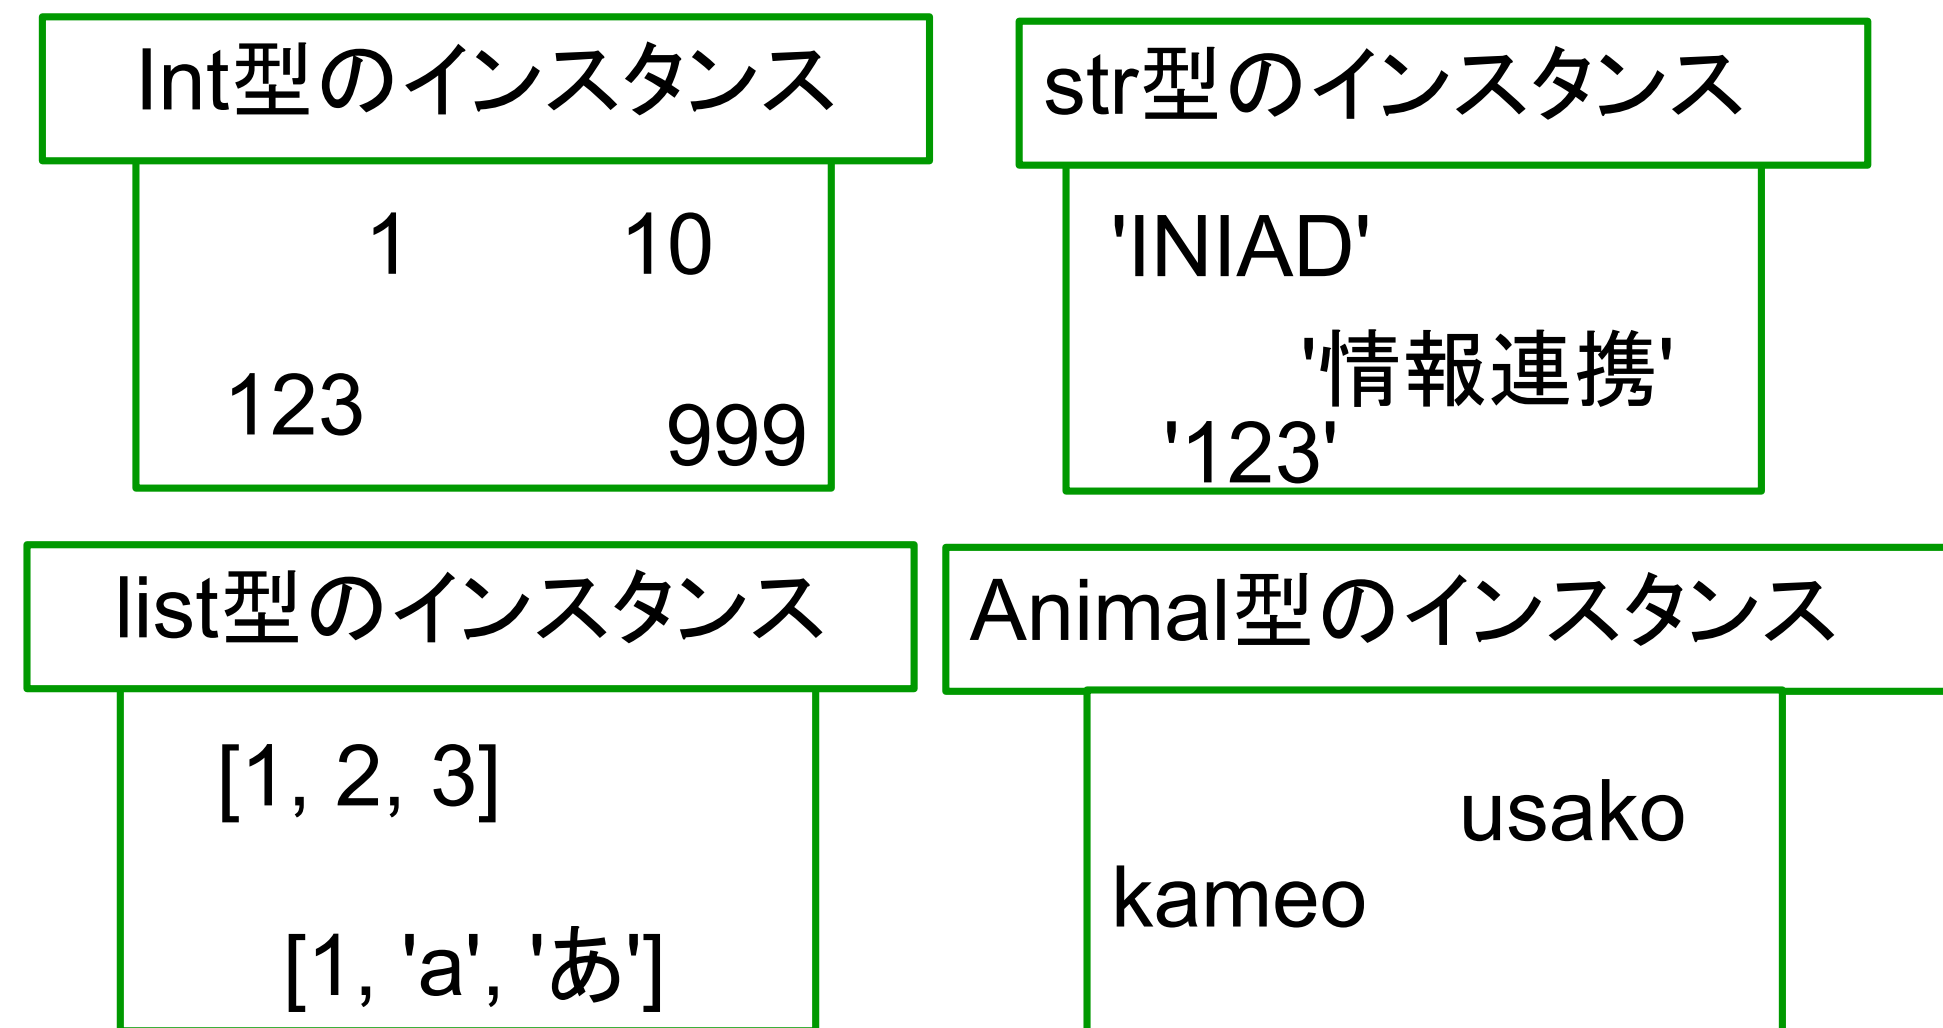 Int型のインスタンス
1 10
123
999
str型のインスタンス
'INIAD'
'情報連携'
'123'
list型のインスタンス
[1, 2, 3]
[1, 'a', 'あ']
Animal型のインスタンス
usako
kameo